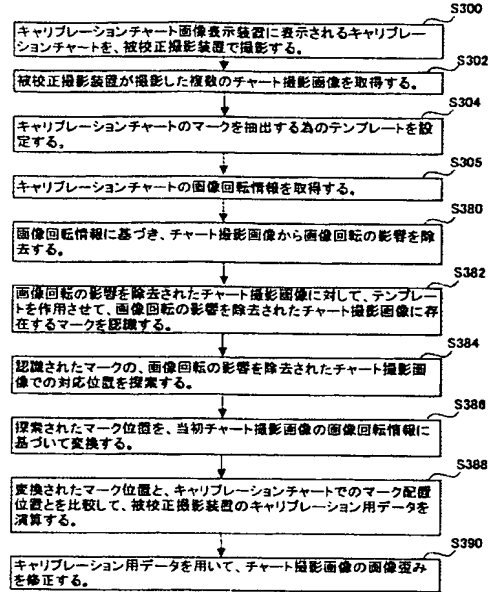 S300
キャリブレーションチャート画像表示装置に表示されるキャリブレー
ションチャートを、被校正撮影装置で撮影する。
S302
被校正撮影装置が撮影した複数のチャート撮影画像を取得する。
S304
キャリブレーションチャートのマークを抽出する為のテンプレートを設
定する。
S305
キャリブレーションチャートの画像回転情報を取得する。
S380
画像回転情報に基づき、チャート撮影画像から画像回転の影響を除
去する。
S382
画像回転の影響を除去されたチャート撮影画像に対して、テンプレー
トを作用させて、画像回転の影響を除去されたチャート撮影画像に存
在するマークを認識する。
S384
認識されたマークの、画像回転の影響を除去されたチャート撮影画
像での対応位置を探索する。
S386
探索されたマーク位置を、当初チャート撮影画像の画像回転情報に
基づいて変換する。
S388
変換されたマーク位置と、キャリブレーションチャートでのマーク配置
位置とを比較して、被校正撮影装置のキャリブレーション用データを
演算する。
S390
キャリブレーション用データを用いて、チャート撮影画像の画像歪み
を修正する。